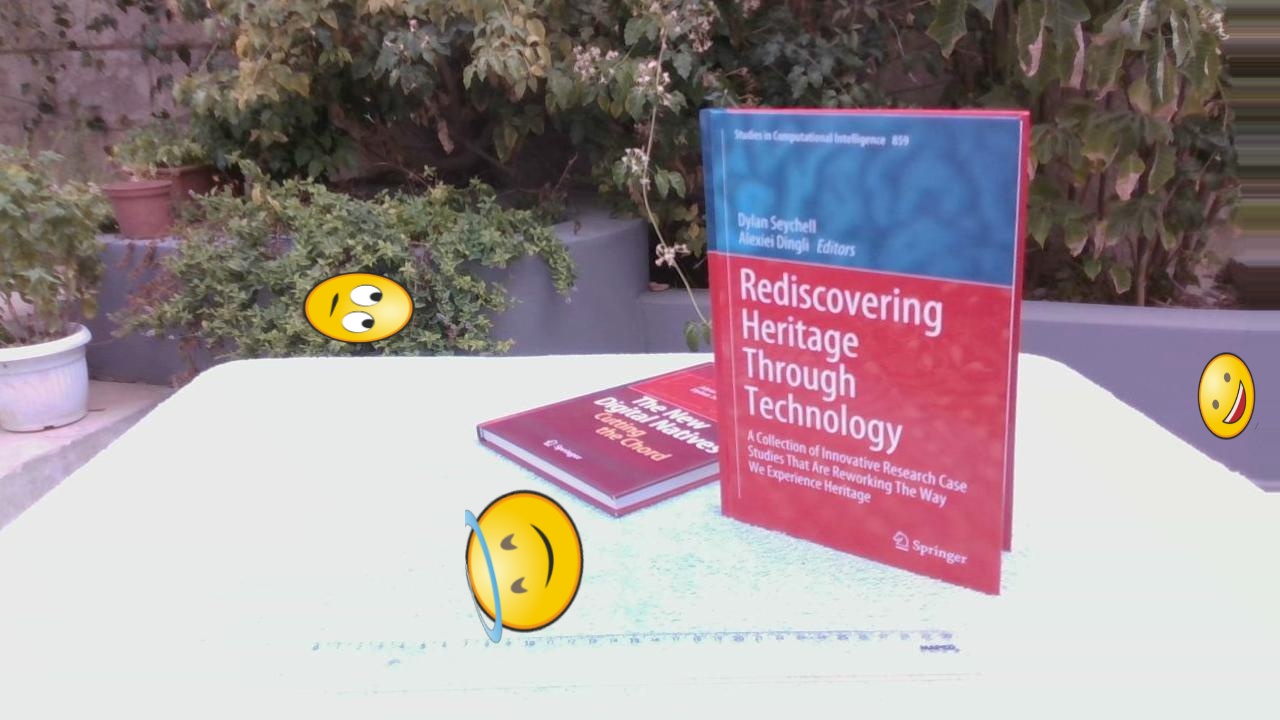 Studies in Computational Intelligence 859
Dylan Seychell
Alexiei Dingli Editors
Rediscovering
Heritage
Through
Technology
A Collection of Innovative Research Case
Studies That Are Reworking The Way
We Experience Heritage
Springer
The New
Digital Natives
Cutting
the Chord
Springer